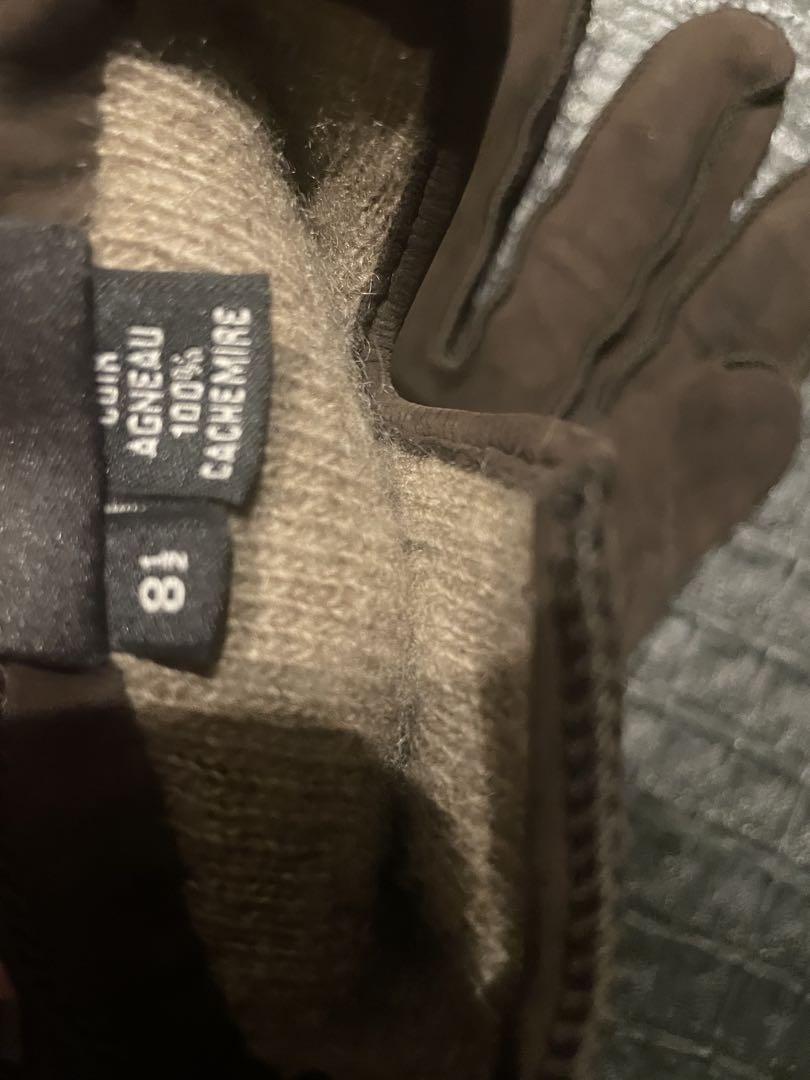 AGNEAU
100%
CACHEMIRE
8½